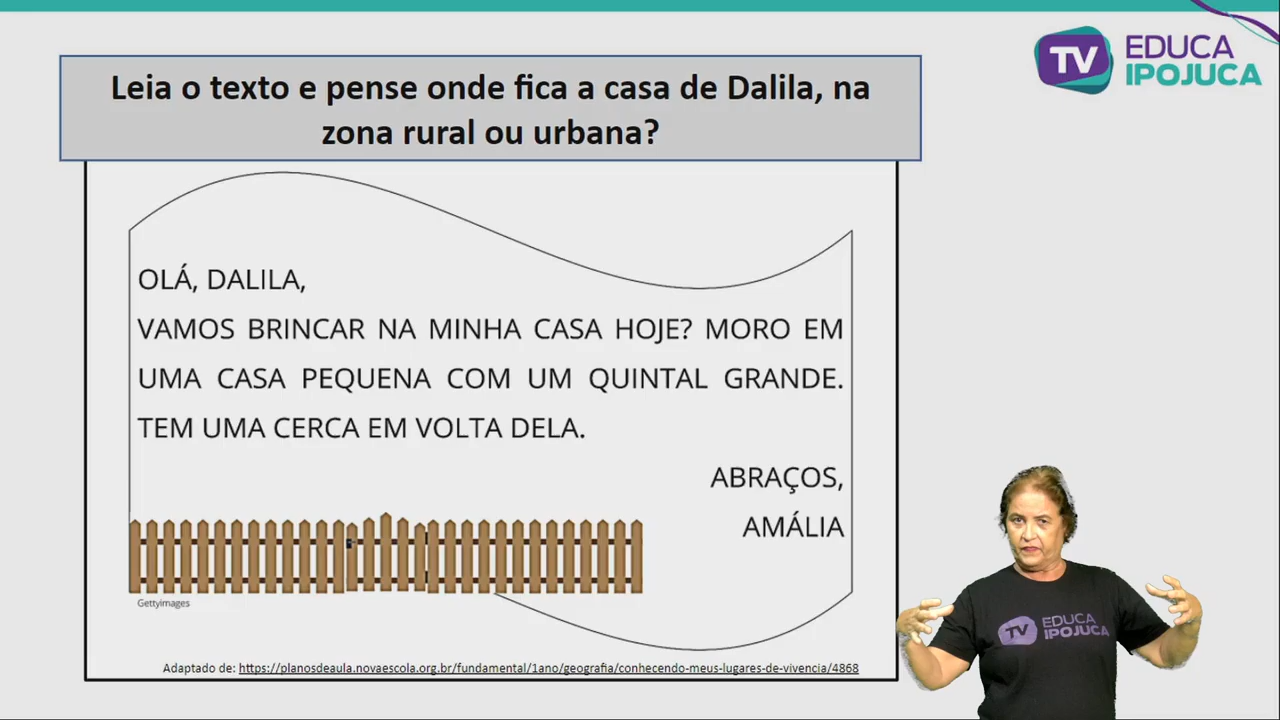 TV EDUCA
IPOJUCA
Leia o texto e pense onde fica a casa de Dalila, na
zona rural ou urbana?
OLÁ, DALILA,
VAMOS BRINCAR NA MINHA CASA HOJE? MORO EM
UMA CASA PEQUENA COM UM QUINTAL GRANDE.
TEM UMA CERCA EM VOLTA DELA.
ABRAÇOS,
AMÁLIA
Gettyimages
Adaptado de: https://planosdeaula.novaescola.org.br/fundamental/1ano/geografia/conhecendo-meus-lugares-de-vivencia/4868
TV EDUCA
IPOJUCA